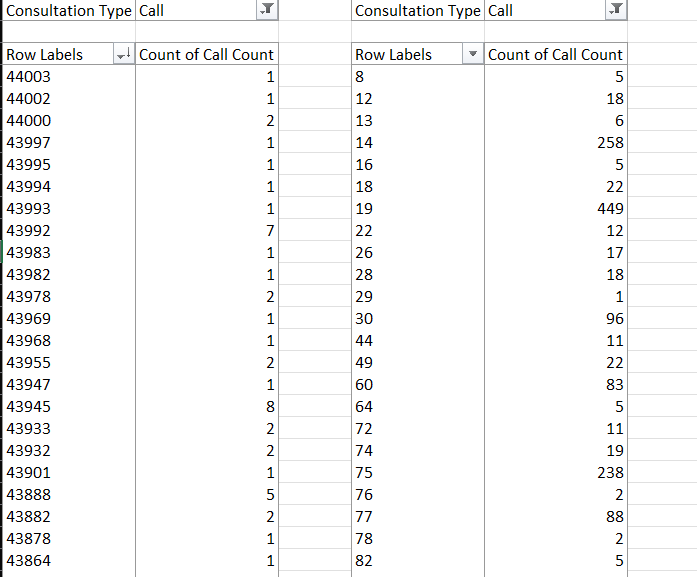 Consultation Type Call Consultation Type Call
Row Labels Count of Call Count Row Labels Count of Call Count
44003 1 8 5
44002 1 12 18
44000 2 13 6
43997 1 14 258
43995 1 16 5
43994 1 18 22
43993 1 19 449
43992 7 22 12
43983 1 26 17
43982 1 28 18
43978 2 29 1
43969 1 30 96
43968 1 44 11
43955 2 49 22
43947 1 60 83
43945 8 64 5
43933 2 72 11
43932 2 74 19
43901 1 75 238
43888 5 76 2
43882 2 77 88
43878 1 78 2
43864 1 82 5